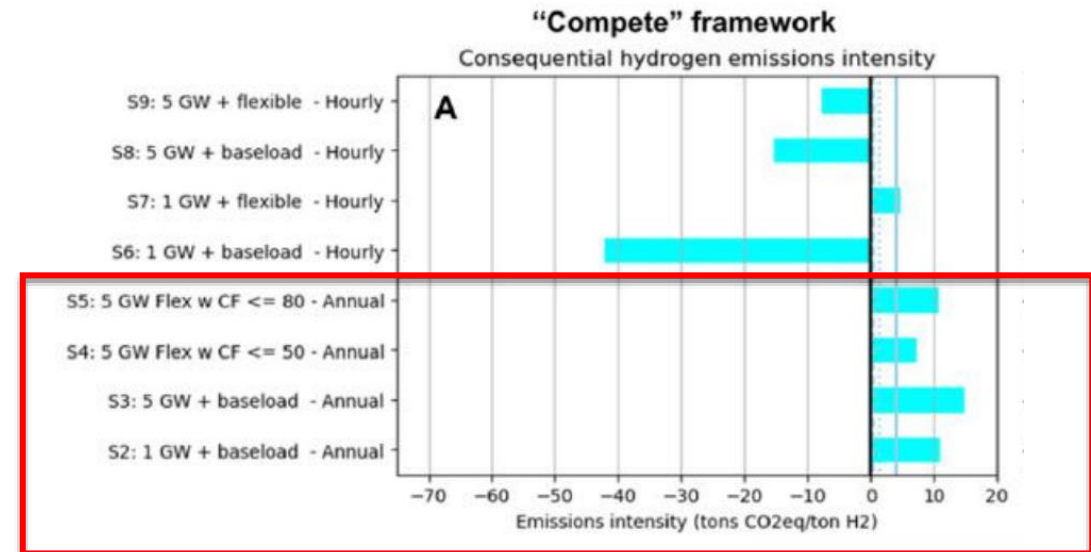 “Compete” framework
Consequential hydrogen emissions intensity
A
S9: 5 GW + flexible - Hourly
S8: 5 GW + baseload - Hourly
S7: 1 GW + flexible - Hourly
S6: 1 GW + baseload - Hourly
S5: 5 GW Flex w CF <= 80 - Annual
S4: 5 GW Flex w CF <= 50 - Annual
S3: 5 GW + baseload - Annual
S2: 1 GW + baseload - Annual
−70 −60 −50 −40 −30 −20 −10 0 10 20
Emissions intensity (tons CO2eq/ton H2)